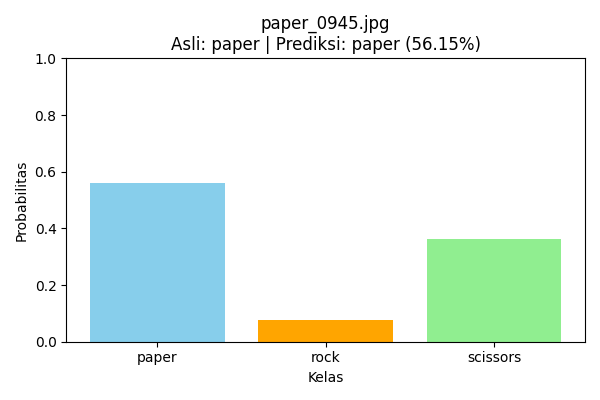 paper_0945.jpg
Asli: paper | Prediksi: paper (56.15%)
1.0
0.8
0.6
0.4
0.2
0.0
Probabilitas
paper rock scissors
Kelas